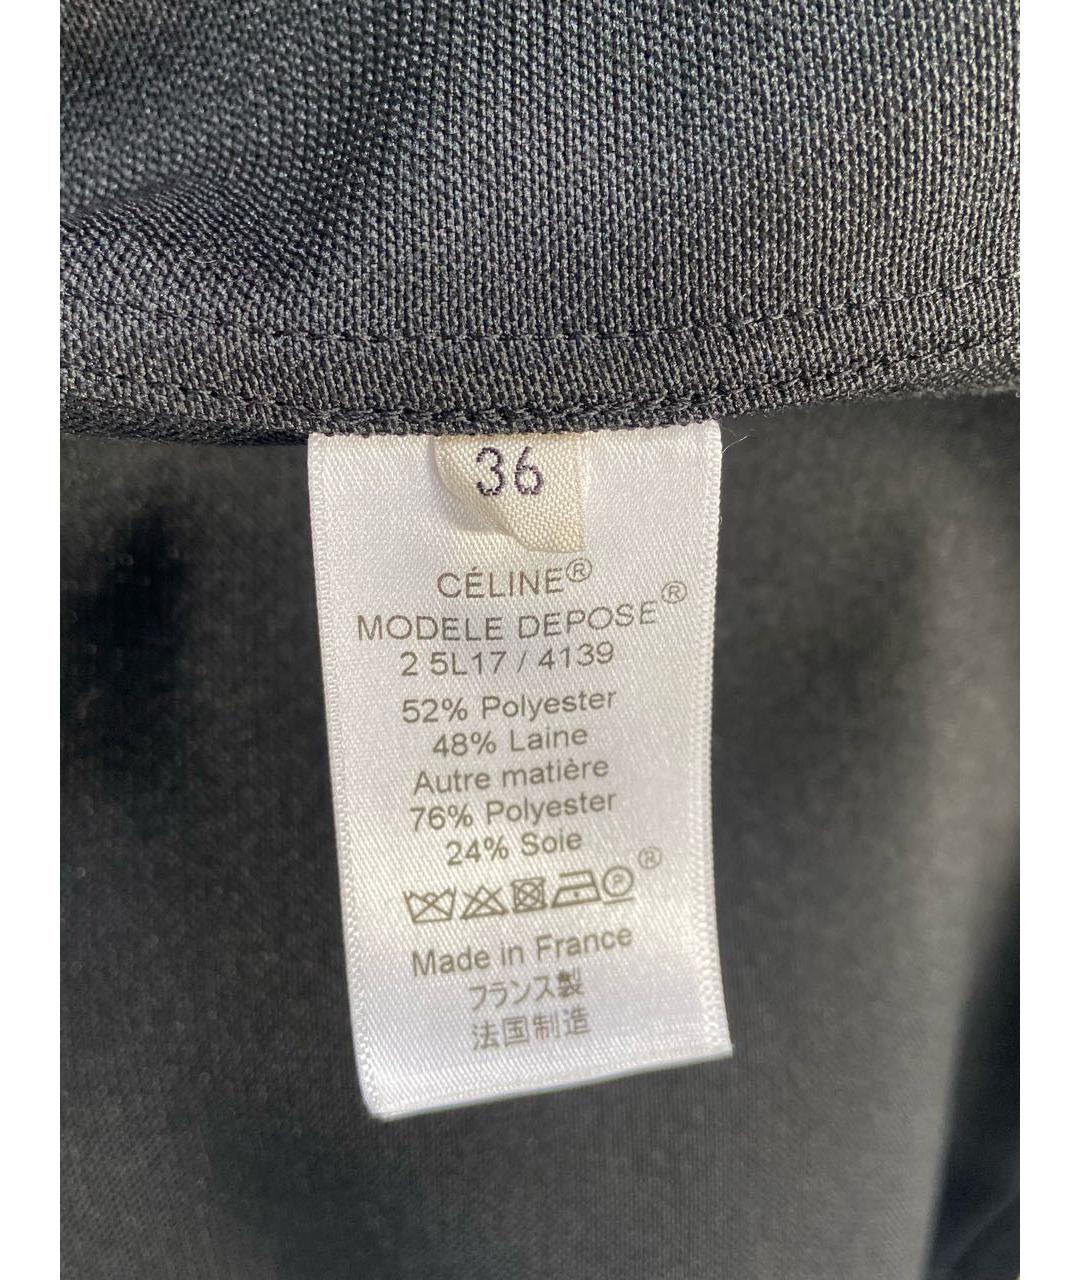 36
CÉLINE®
MODELE DEPOSE®
2 5L17 / 4139
52% Polyester
48% Laine
Autre matière
76% Polyester
24% Soie
P ®
Made in France
フランス製
法国制造